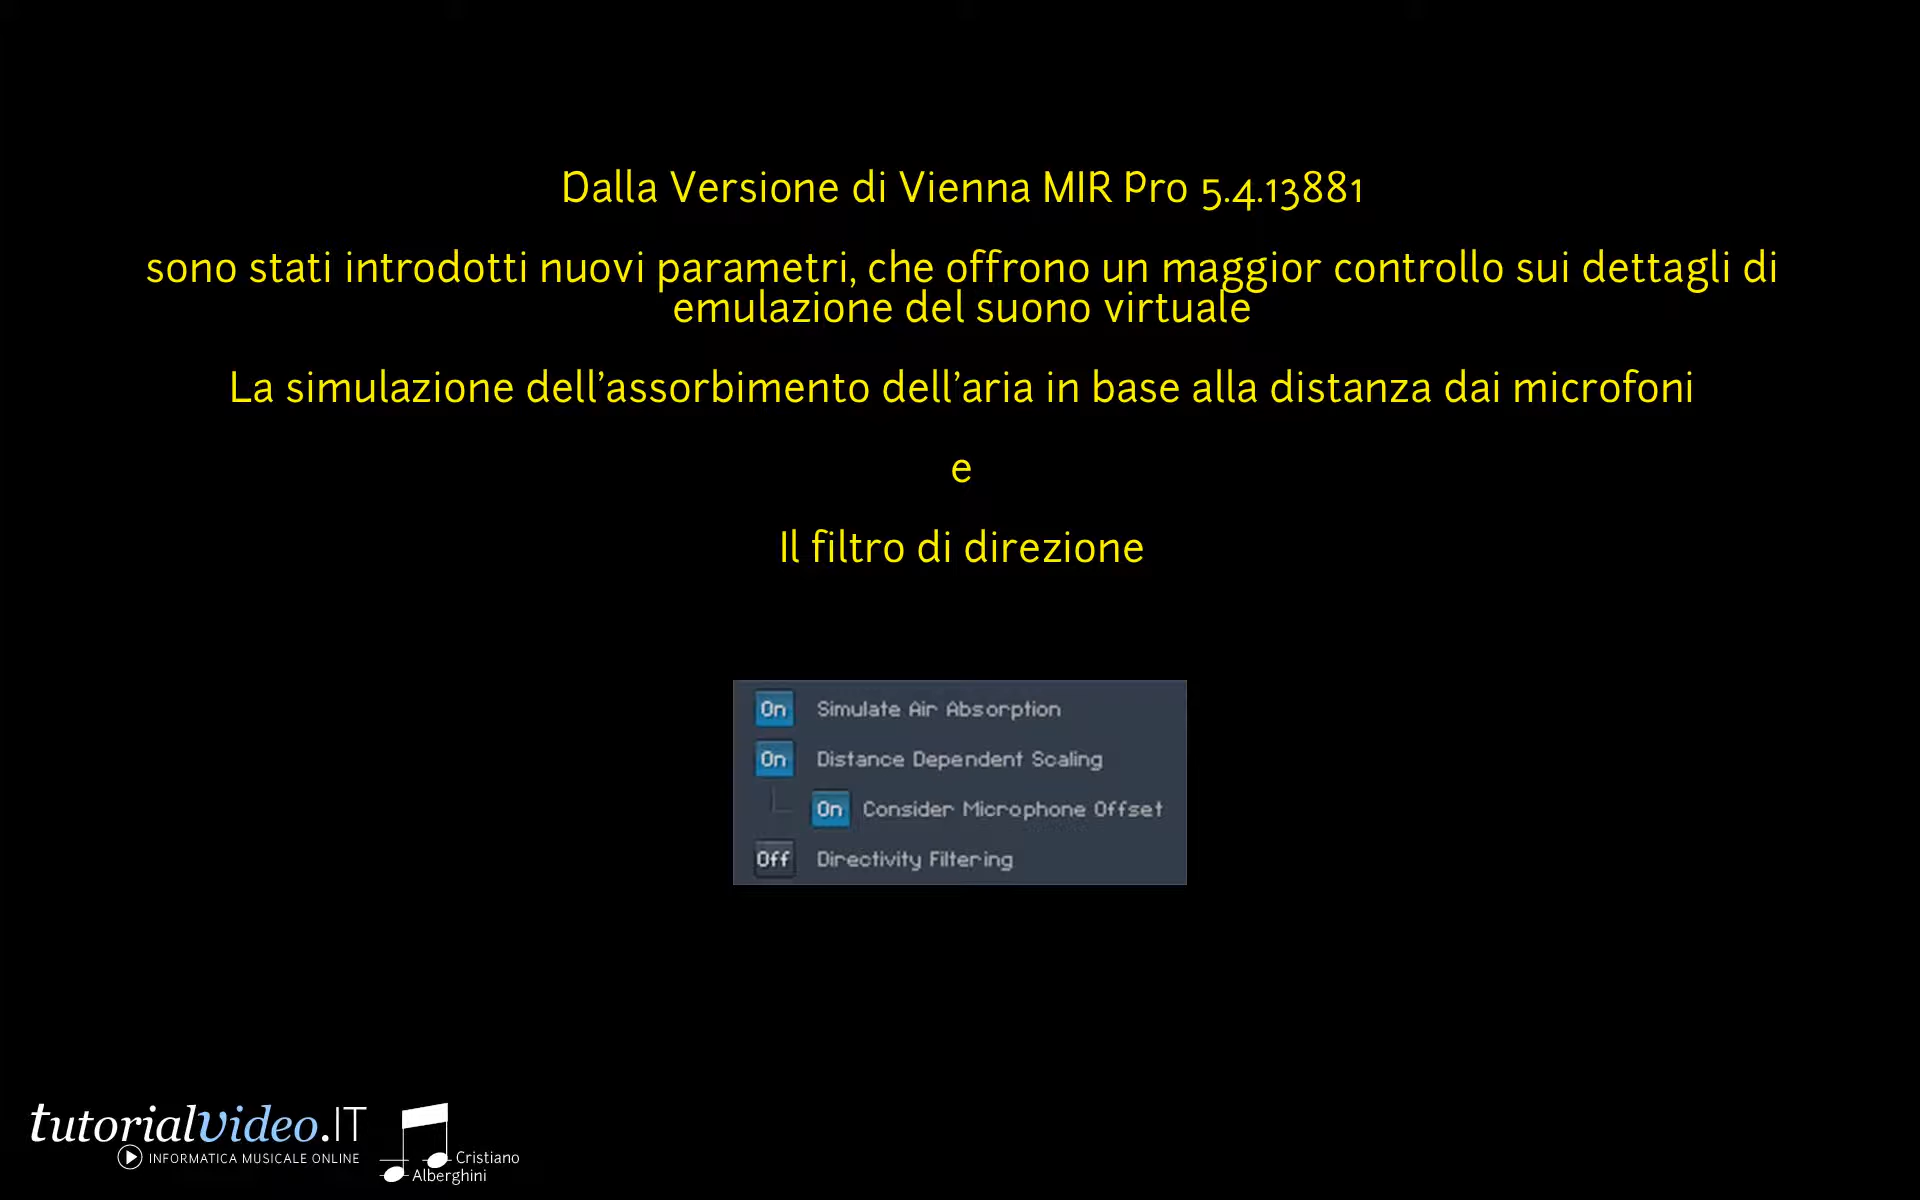 Dalla Versione di Vienna MIR Pro 5.4.13881
sono stati introdotti nuovi parametri, che offrono un maggior controllo sui dettagli di
emulazione del suono virtuale
La simulazione dell’assorbimento dell’aria in base alla distanza dai microfoni
e
Il filtro di direzione
On Simulate Air Absorption
On Distance Dependent Scaling
On Consider Microphone Offset
Off Directivity Filtering
tutorialvideo.IT
INFORMATICA MUSICALE ONLINE
Cristiano
Alberghini